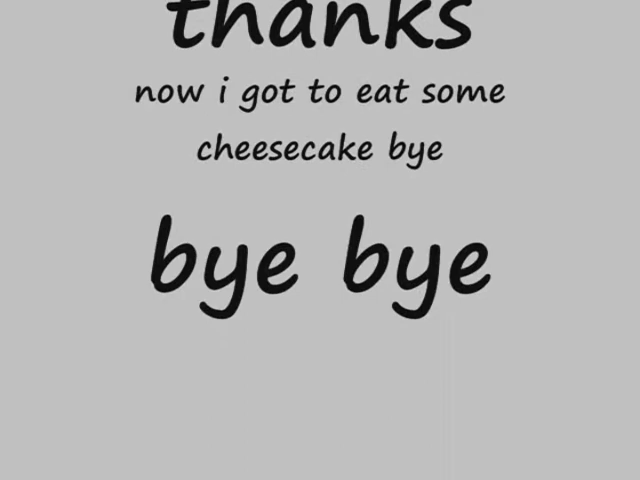 thanks
now i got to eat some
cheesecake bye
bye bye